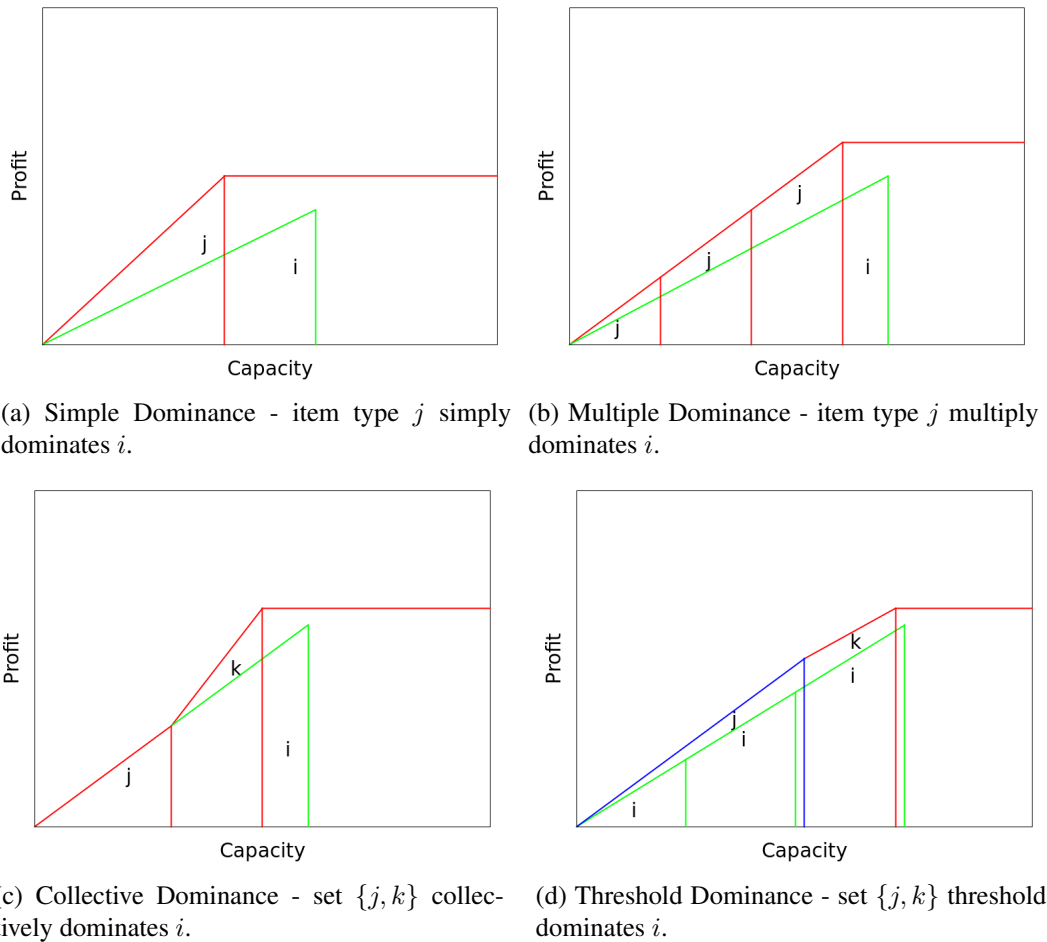 Profit
j
i
Capacity
(a) Simple Dominance - item type j simply
dominates i.
Profit
j
j
j
i
Capacity
(b) Multiple Dominance - item type j multiply
dominates i.
Profit
k
j
i
Capacity
c) Collective Dominance - set {j, k} collec-
tively dominates i.
Profit
k
i
j
i
i
Capacity
(d) Threshold Dominance - set {j, k} threshold
dominates i.